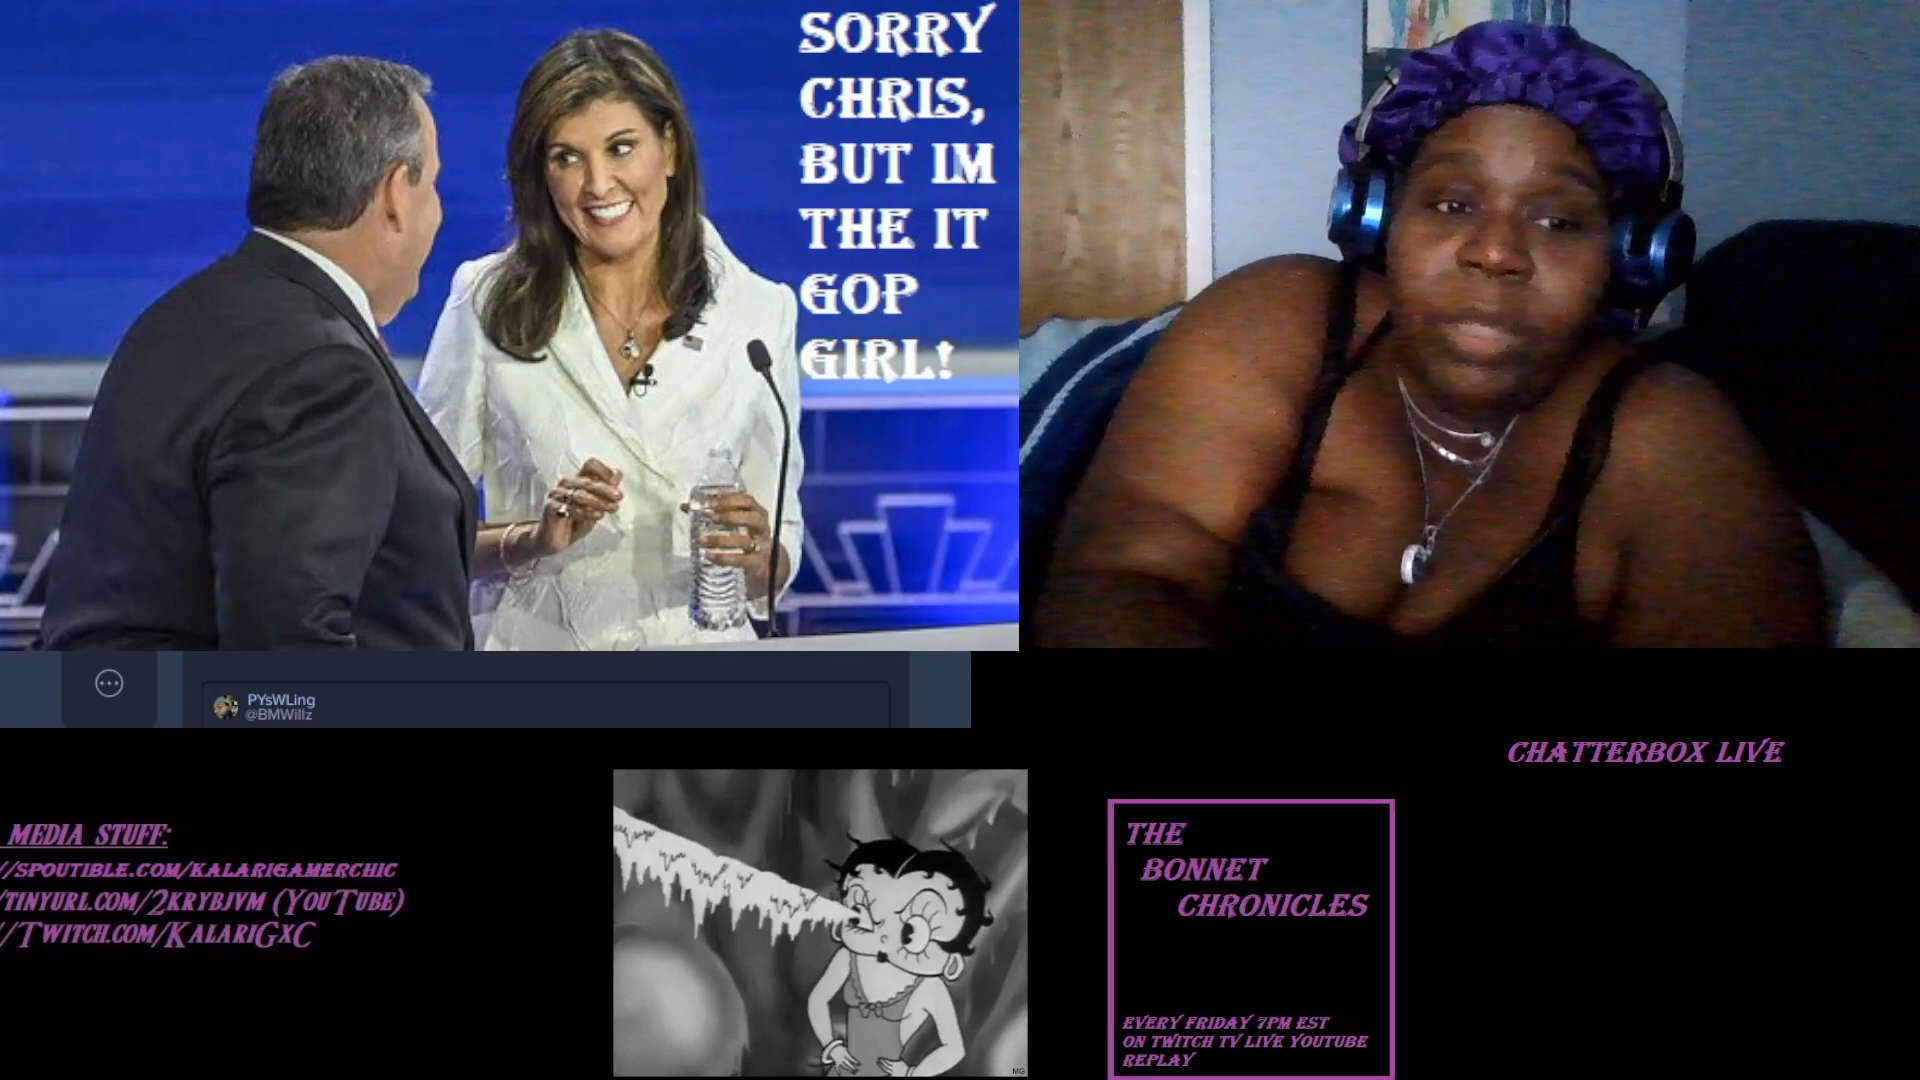 SORRY
CHRIS,
BUT IM
THE IT
GOP
GIRL!
PYsWLing
@BMWillz
CHATTERBOX LIVE
MEDIA STUFF:
//SPOUTIBLE.COM/KALARIGAMERCHIC
/TINYURL.COM/2KRYBJVM (YOUTUBE)
//TWITCH.COM/KALARIGXC
THE
BONNET
CHRONICLES
EVERY FRIDAY 7PM EST
ON TWITCH TV LIVE YOUTUBE
REPLAY
MG